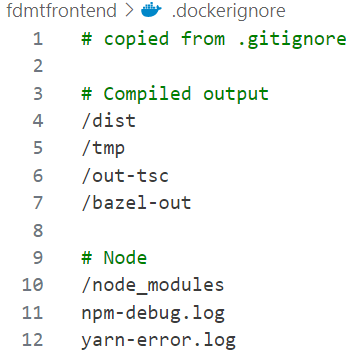 fdmtfrontend > .dockerignore
1 # copied from .gitignore
2
3 # Compiled output
4 /dist
5 /tmp
6 /out-tsc
7 /bazel-out
8
9 # Node
10 /node_modules
11 npm-debug.log
12 yarn-error.log